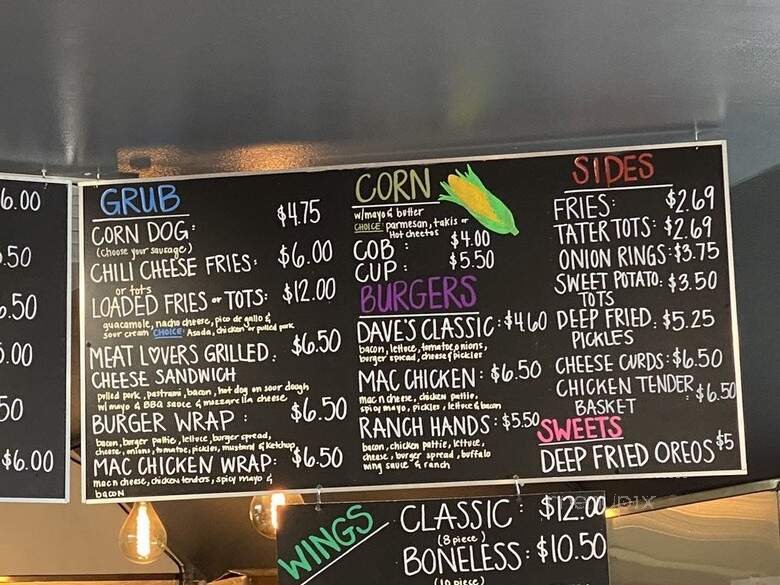 6.00
.50
6.50
5.00
50
$6.00
GRUB
CORN DOG: $4.75
(choose your sausage)
CHILI CHEESE FRIES: $6.00
or tots
LOADED FRIES or TOTS: $12.00
guacamole, nacho cheese, pico de gallo &
sour cream CHOICE: Asada, chicken or pulled pork
MEAT LOVERS GRILLED: $6.50
CHEESE SANDWICH
pulled pork, pastrami, bacon, hot dog on sour dough
w/ mayo & BBQ sauce & mozzarella cheese
BURGER WRAP: $6.50
bacon, burger pattie, lettuce, burger spread,
cheese, onions, tomatoe, pickles, mustard & ketchup
MAC CHICKEN WRAP: $6.50
mac n cheese, chicken tenders, spicy mayo &
bacon
CORN
w/mayo & butter
CHOICE: parmesan, takis or
Hot cheetos
COB: $4.00
CUP: $5.50
BURGERS
DAVE'S CLASSIC: $4.60
bacon, lettuce, tomatoe, onions,
burger spread, cheese & pickles
MAC CHICKEN: $6.50
mac n cheese, chicken pattie,
spicy mayo, pickles, lettuce & bacon
RANCH HANDS: $5.50
bacon, chicken pattie, lettuce,
cheese, burger spread, buffalo
wing sauce & ranch
SIDES
FRIES: $2.69
TATER TOTS: $2.69
ONION RINGS: $3.75
SWEET POTATO: $3.50
TOTS
DEEP FRIED: $5.25
PICKLES
CHEESE CURDS: $6.50
CHICKEN TENDER $6.50
BASKET
SWEETS
DEEP FRIED OREOS $5
WINGS
CLASSIC: $12.00
(8 piece)
BONELESS: $10.50
(10 piece)